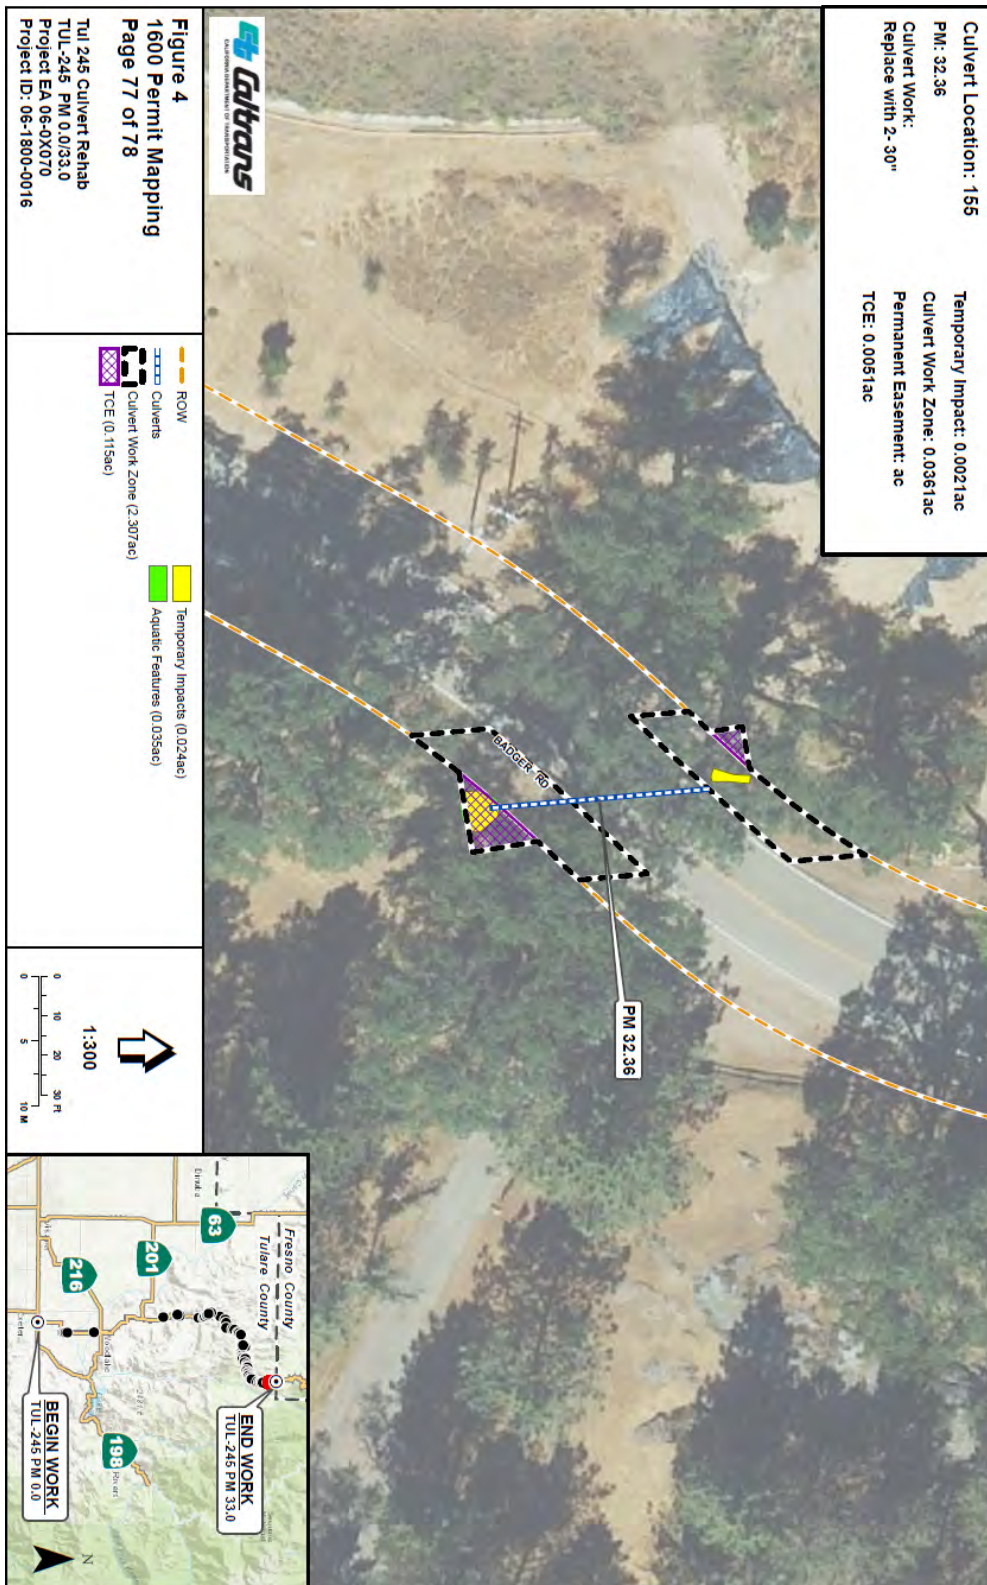 Culvert Location: 155
PM: 32.36
Culvert Work:
Replace with 2- 30"
Temporary Impact: 0.0021ac
Culvert Work Zone: 0.0361ac
Permanent Easement: ac
TCE: 0.0051ac
BADGER RD
PM 32.36
Caltrans
CALIFORNIA DEPARTMENT OF TRANSPORTATION
Figure 4
1600 Permit Mapping
Page 77 of 78
Tul 245 Culvert Rehab
TUL-245 PM 0.0/33.0
Project EA 06-0X070
Project ID: 06-1800-0016
ROW
Culverts
Culvert Work Zone (2.307ac)
TCE (0.115ac)
Temporary Impacts (0.024ac)
Aquatic Features (0.035ac)
1:300
0 10 20 30 Ft
0 5 10 M
Fresno County
Tulare County
63
201
216
198
Dinuba
END WORK
TUL-245 PM 33.0
BEGIN WORK
TUL-245 PM 0.0
N